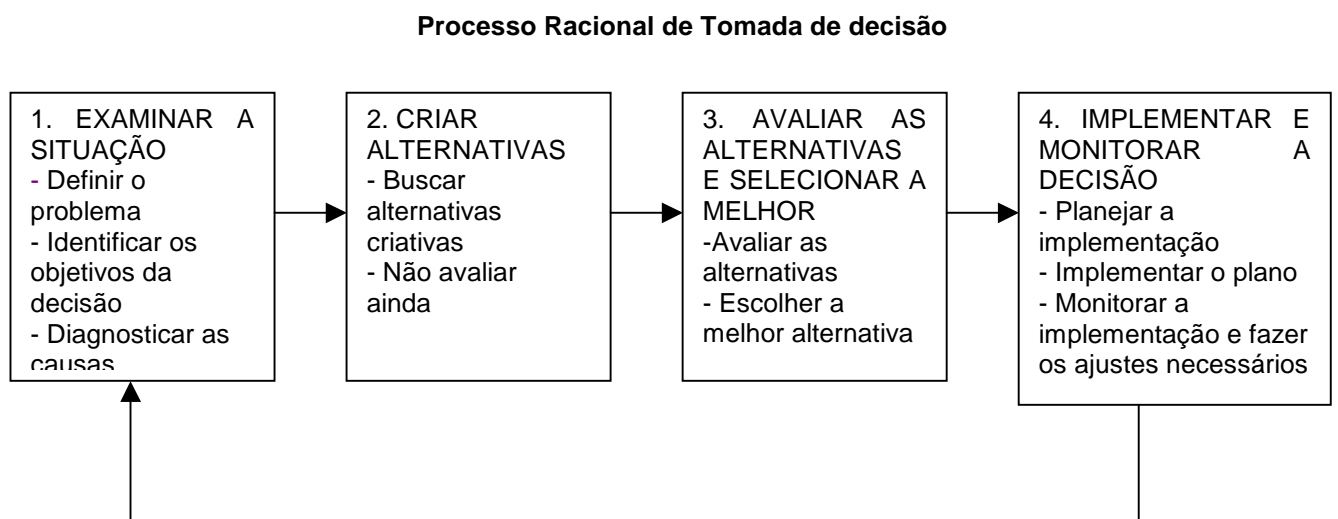 Processo Racional de Tomada de decisão
1. EXAMINAR A
SITUAÇÃO
- Definir o
problema
- Identificar os
objetivos da
decisão
- Diagnosticar as
causas
2. CRIAR
ALTERNATIVAS
- Buscar
alternativas
criativas
- Não avaliar
ainda
3. AVALIAR AS
ALTERNATIVAS
E SELECIONAR A
MELHOR
-Avaliar as
alternativas
- Escolher a
melhor alternativa
4. IMPLEMENTAR E
MONITORAR A
DECISÃO
- Planejar a
implementação
- Implementar o plano
- Monitorar a
implementação e fazer
os ajustes necessários